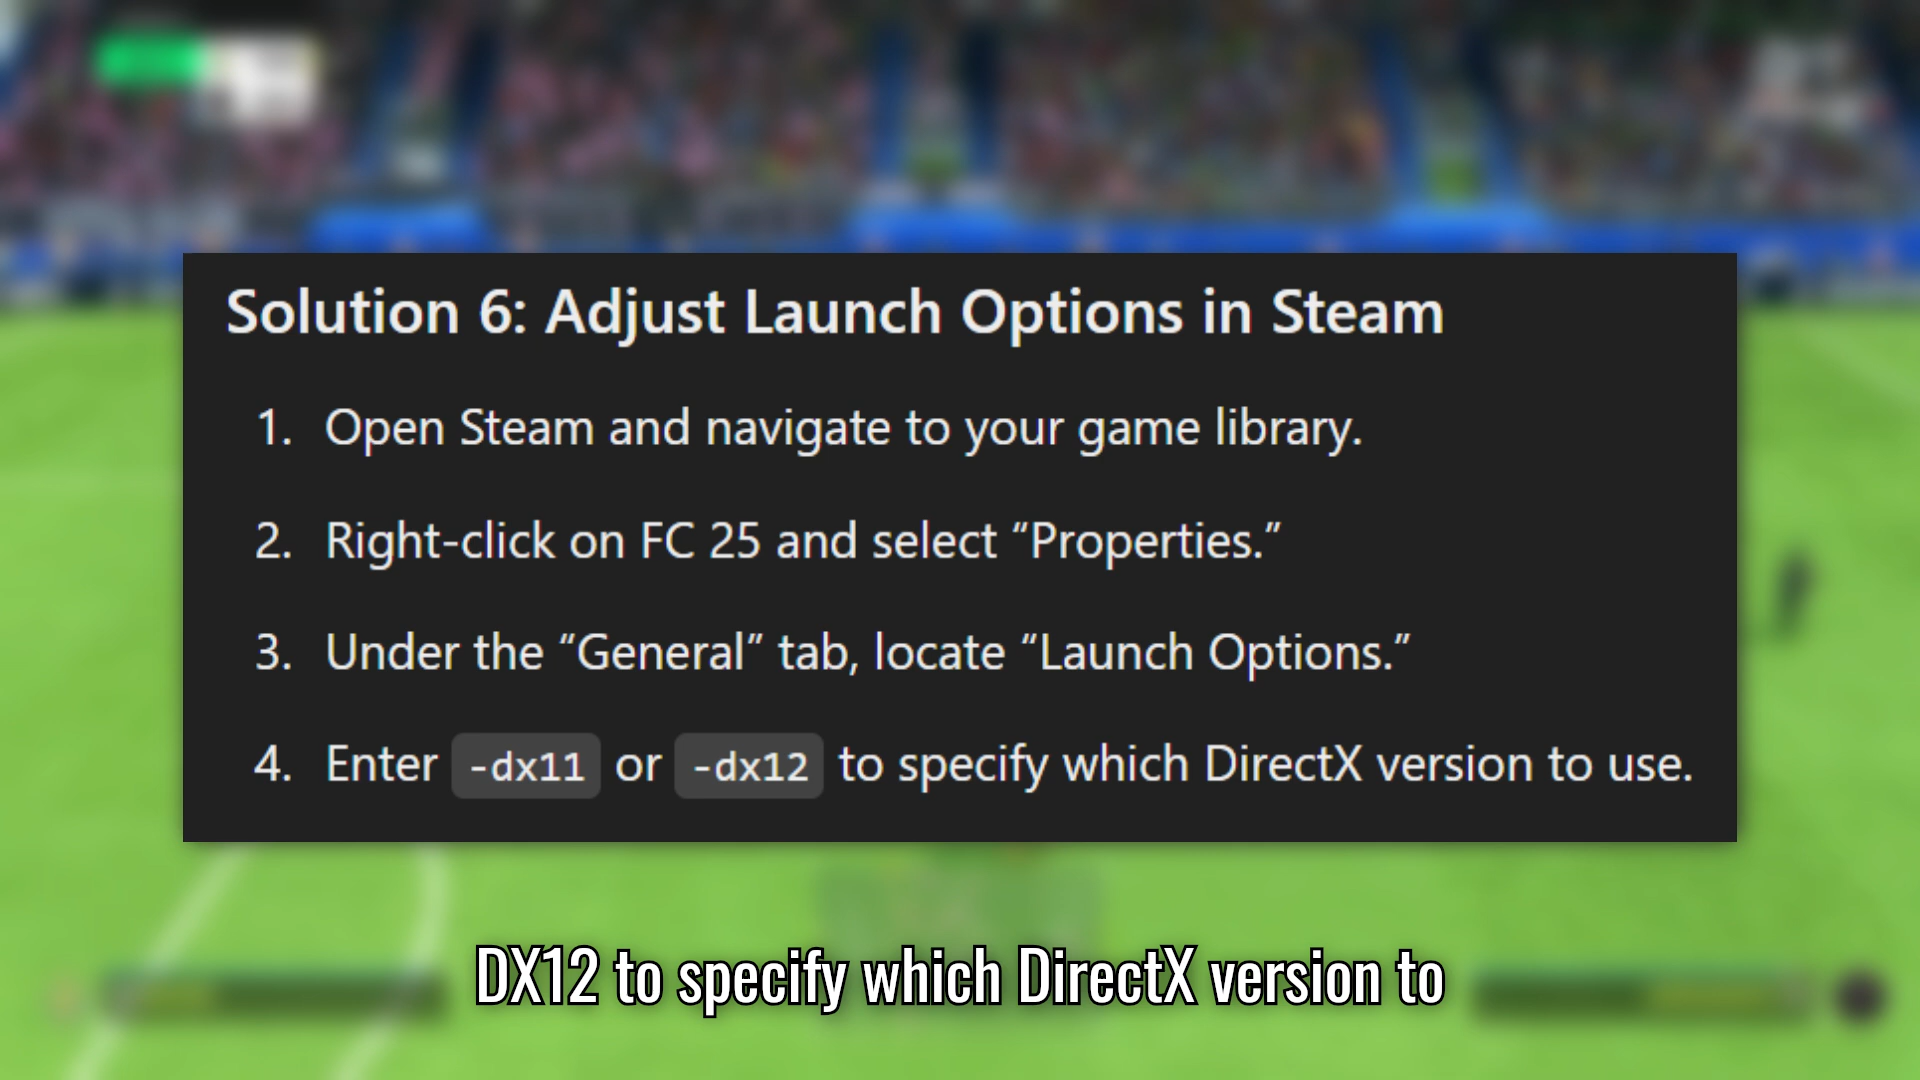 Solution 6: Adjust Launch Options in Steam
1. Open Steam and navigate to your game library.
2. Right-click on FC 25 and select “Properties.”
3. Under the “General” tab, locate “Launch Options.”
4. Enter -dx11 or -dx12 to specify which DirectX version to use.
DX12 to specify which DirectX version to